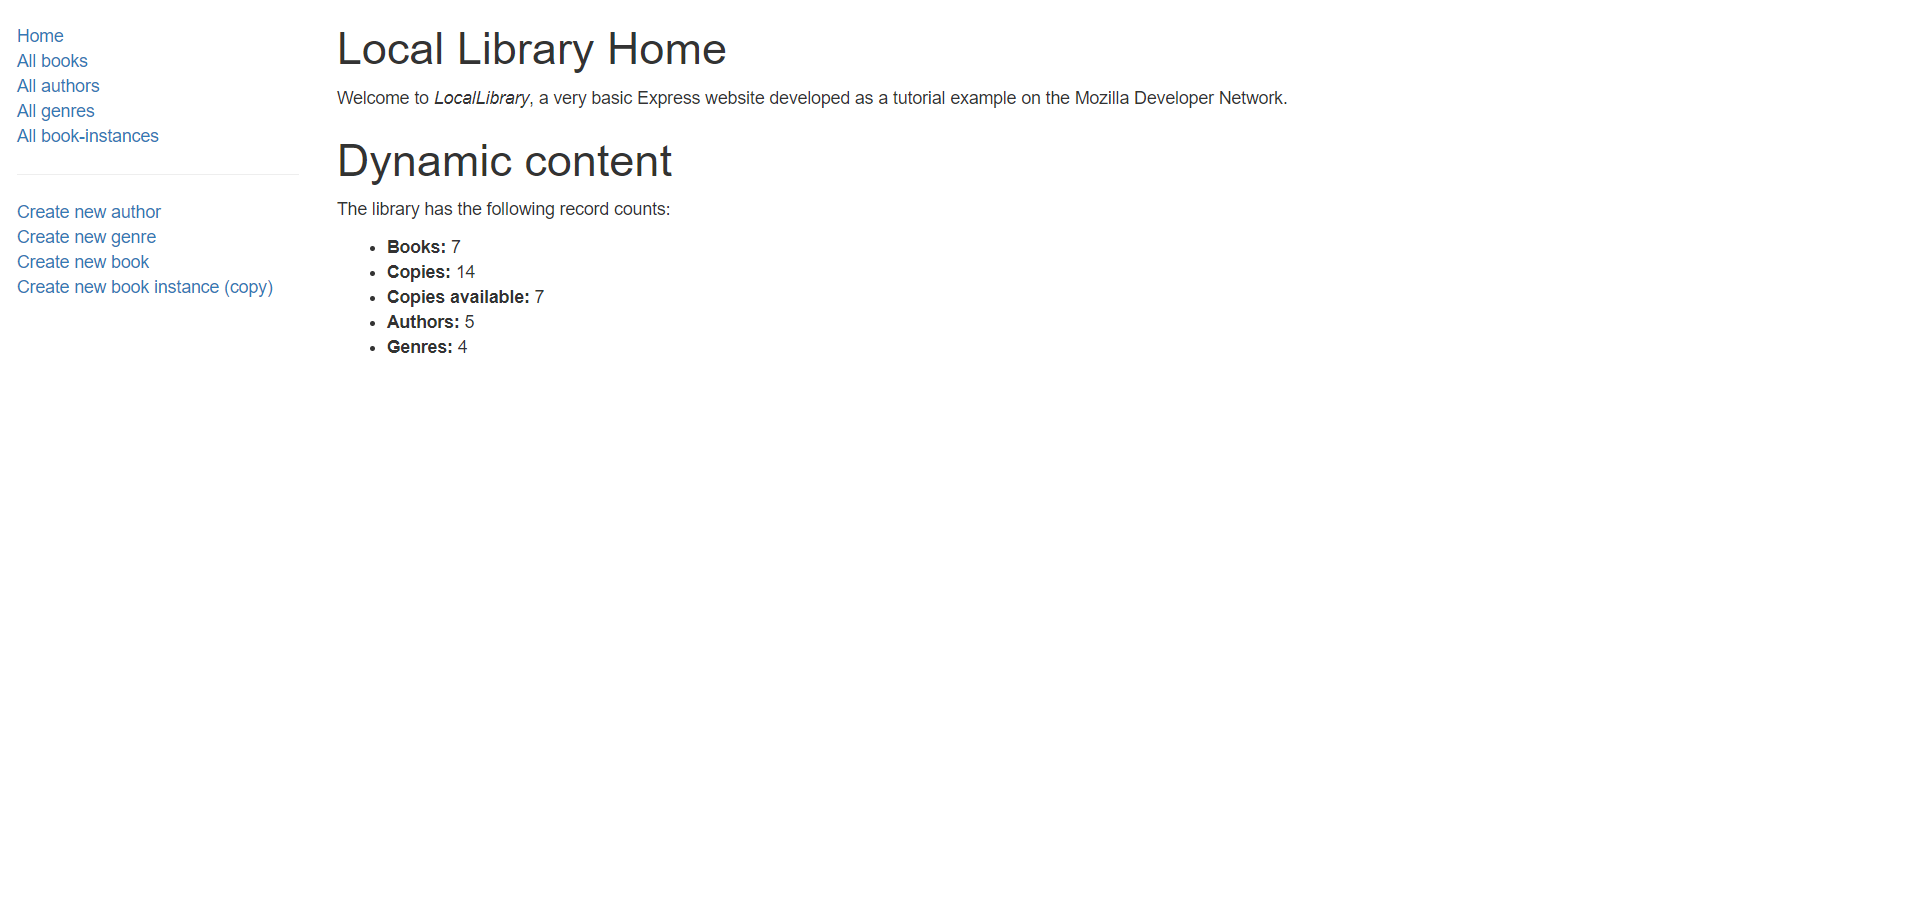 Home
All books
All authors
All genres
All book-instances
Create new author
Create new genre
Create new book
Create new book instance (copy)
Local Library Home
Welcome to LocalLibrary, a very basic Express website developed as a tutorial example on the Mozilla Developer Network.
Dynamic content
The library has the following record counts:
Books: 7
Copies: 14
Copies available: 7
Authors: 5
Genres: 4